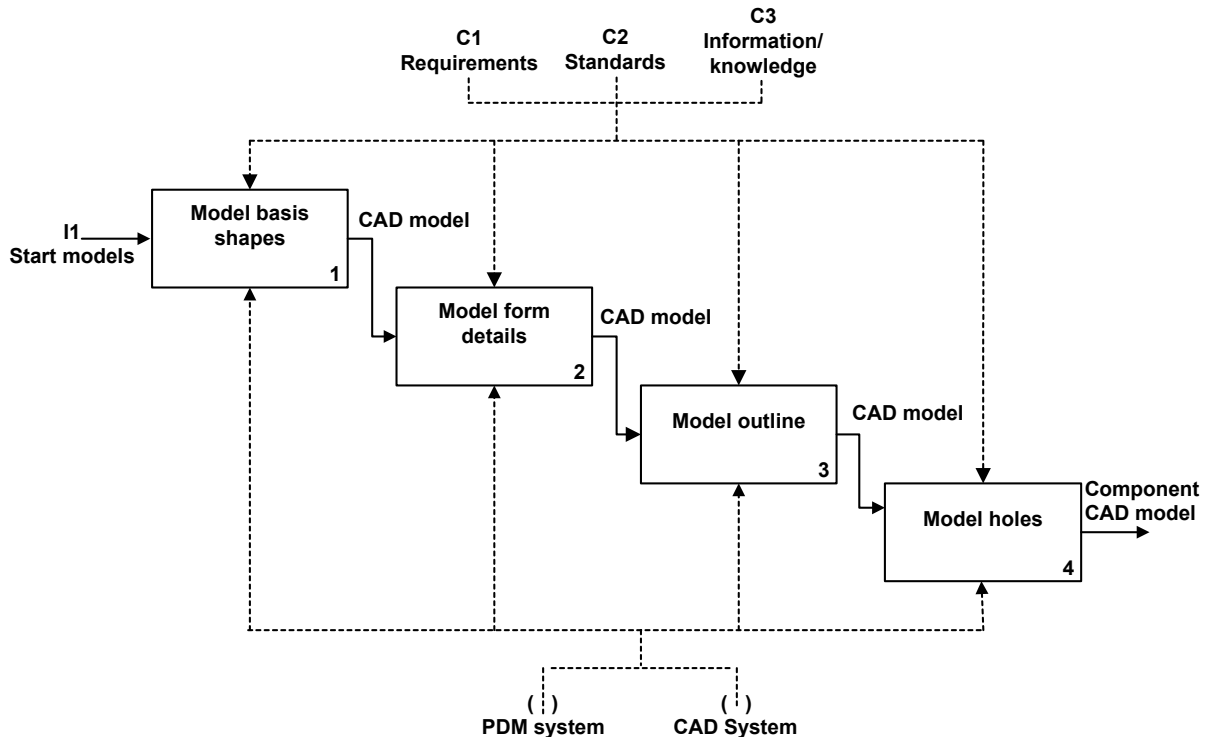 C1
Requirements
C2
Standards
C3
Information/
knowledge
I1
Start models
Model basis
shapes
1
CAD model
Model form
details
2
CAD model
Model outline
3
CAD model
Model holes
4
Component
CAD model
( )
PDM system
( )
CAD System